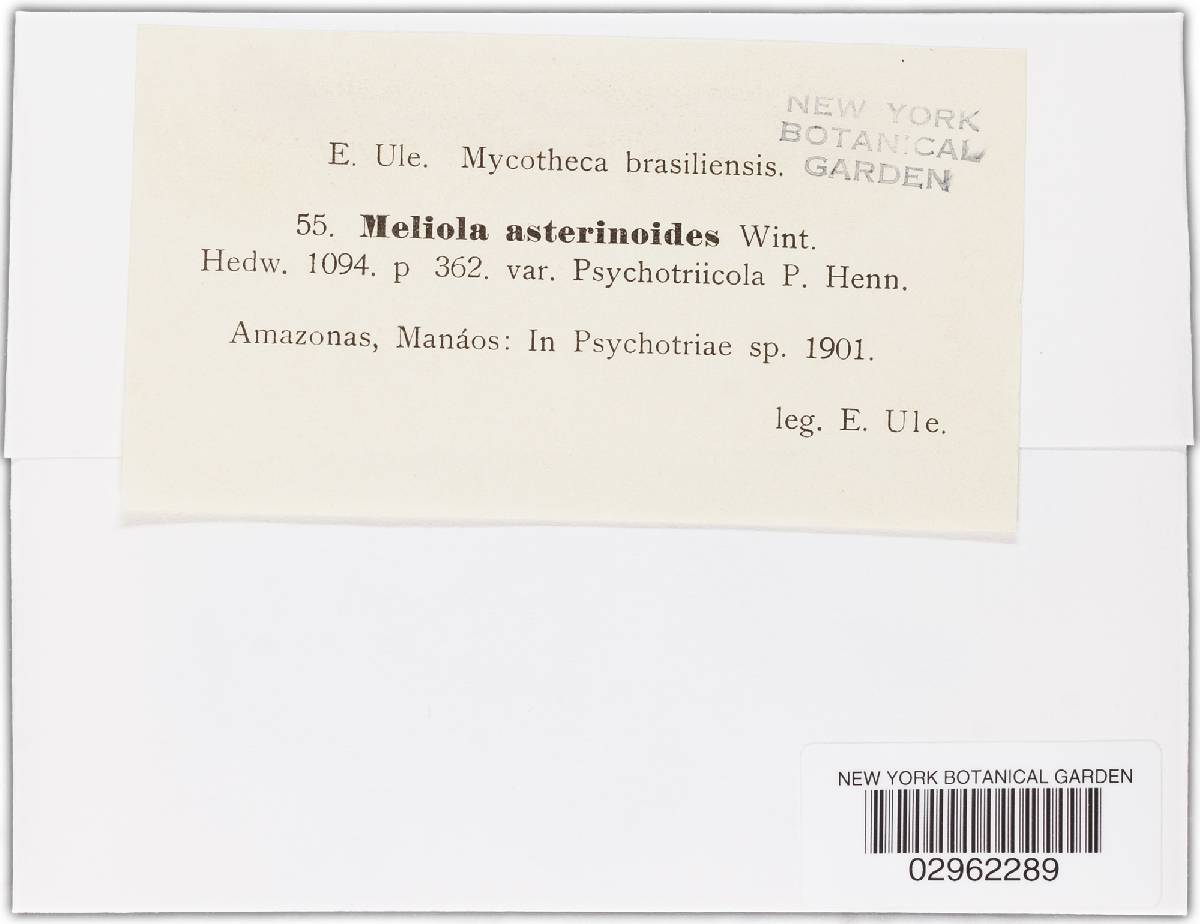 NEW YORK
BOTANICAL
GARDEN
E. Ule. Mycotheca brasiliensis.
55. Meliola asterinoides Wint.
Hedw. 1094. p 362. var. Psychotriicola P. Henn.
Amazonas, Manáos: In Psychotriae sp. 1901.
leg. E. Ule.
NEW YORK BOTANICAL GARDEN
02962289